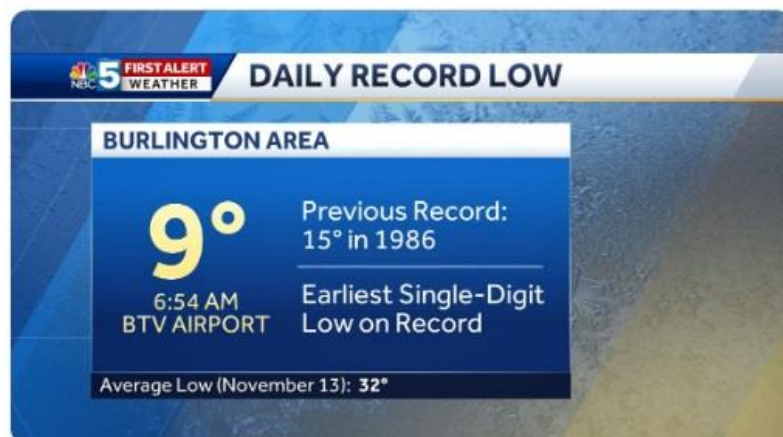 NBC 5 FIRST ALERT
WEATHER
DAILY RECORD LOW
BURLINGTON AREA
9°
6:54 AM
BTV AIRPORT
Previous Record:
15° in 1986
Earliest Single-Digit
Low on Record
Average Low (November 13): 32°